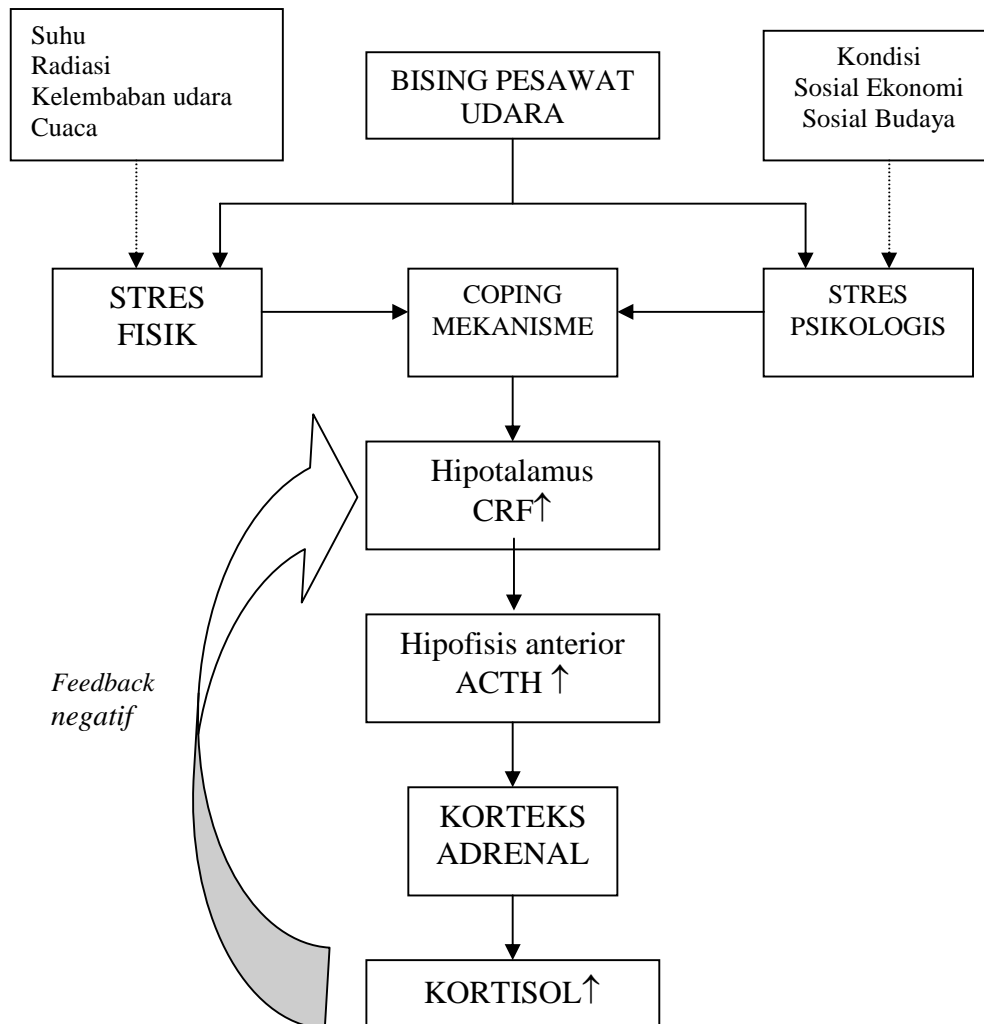 Suhu
Radiasi
Kelembaban udara
Cuaca
BISING PESAWAT
UDARA
Kondisi
Sosial Ekonomi
Sosial Budaya
STRES
FISIK
COPING
MEKANISME
STRES
PSIKOLOGIS
Hipotalamus
CRF↑
Hipofisis anterior
ACTH ↑
Feedback
negatif
KORTEKS
ADRENAL
KORTISOL↑